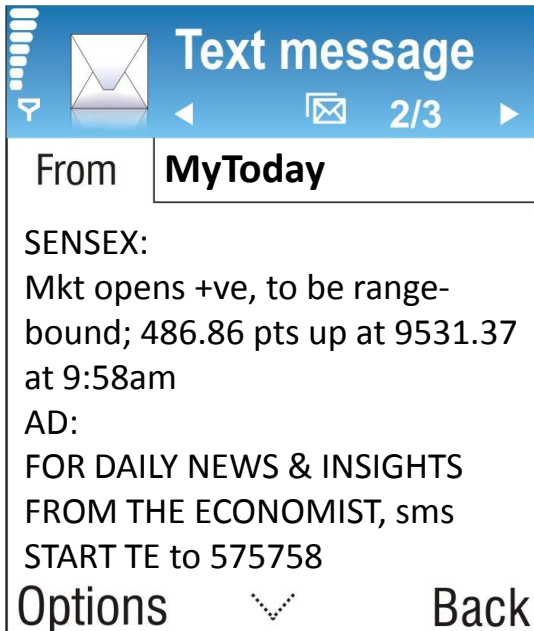 Text message
2/3
From
MyToday
SENSEX:
Mkt opens +ve, to be range-
bound; 486.86 pts up at 9531.37
at 9:58am
AD:
FOR DAILY NEWS & INSIGHTS
FROM THE ECONOMIST, sms
START TE to 575758
Options
Back